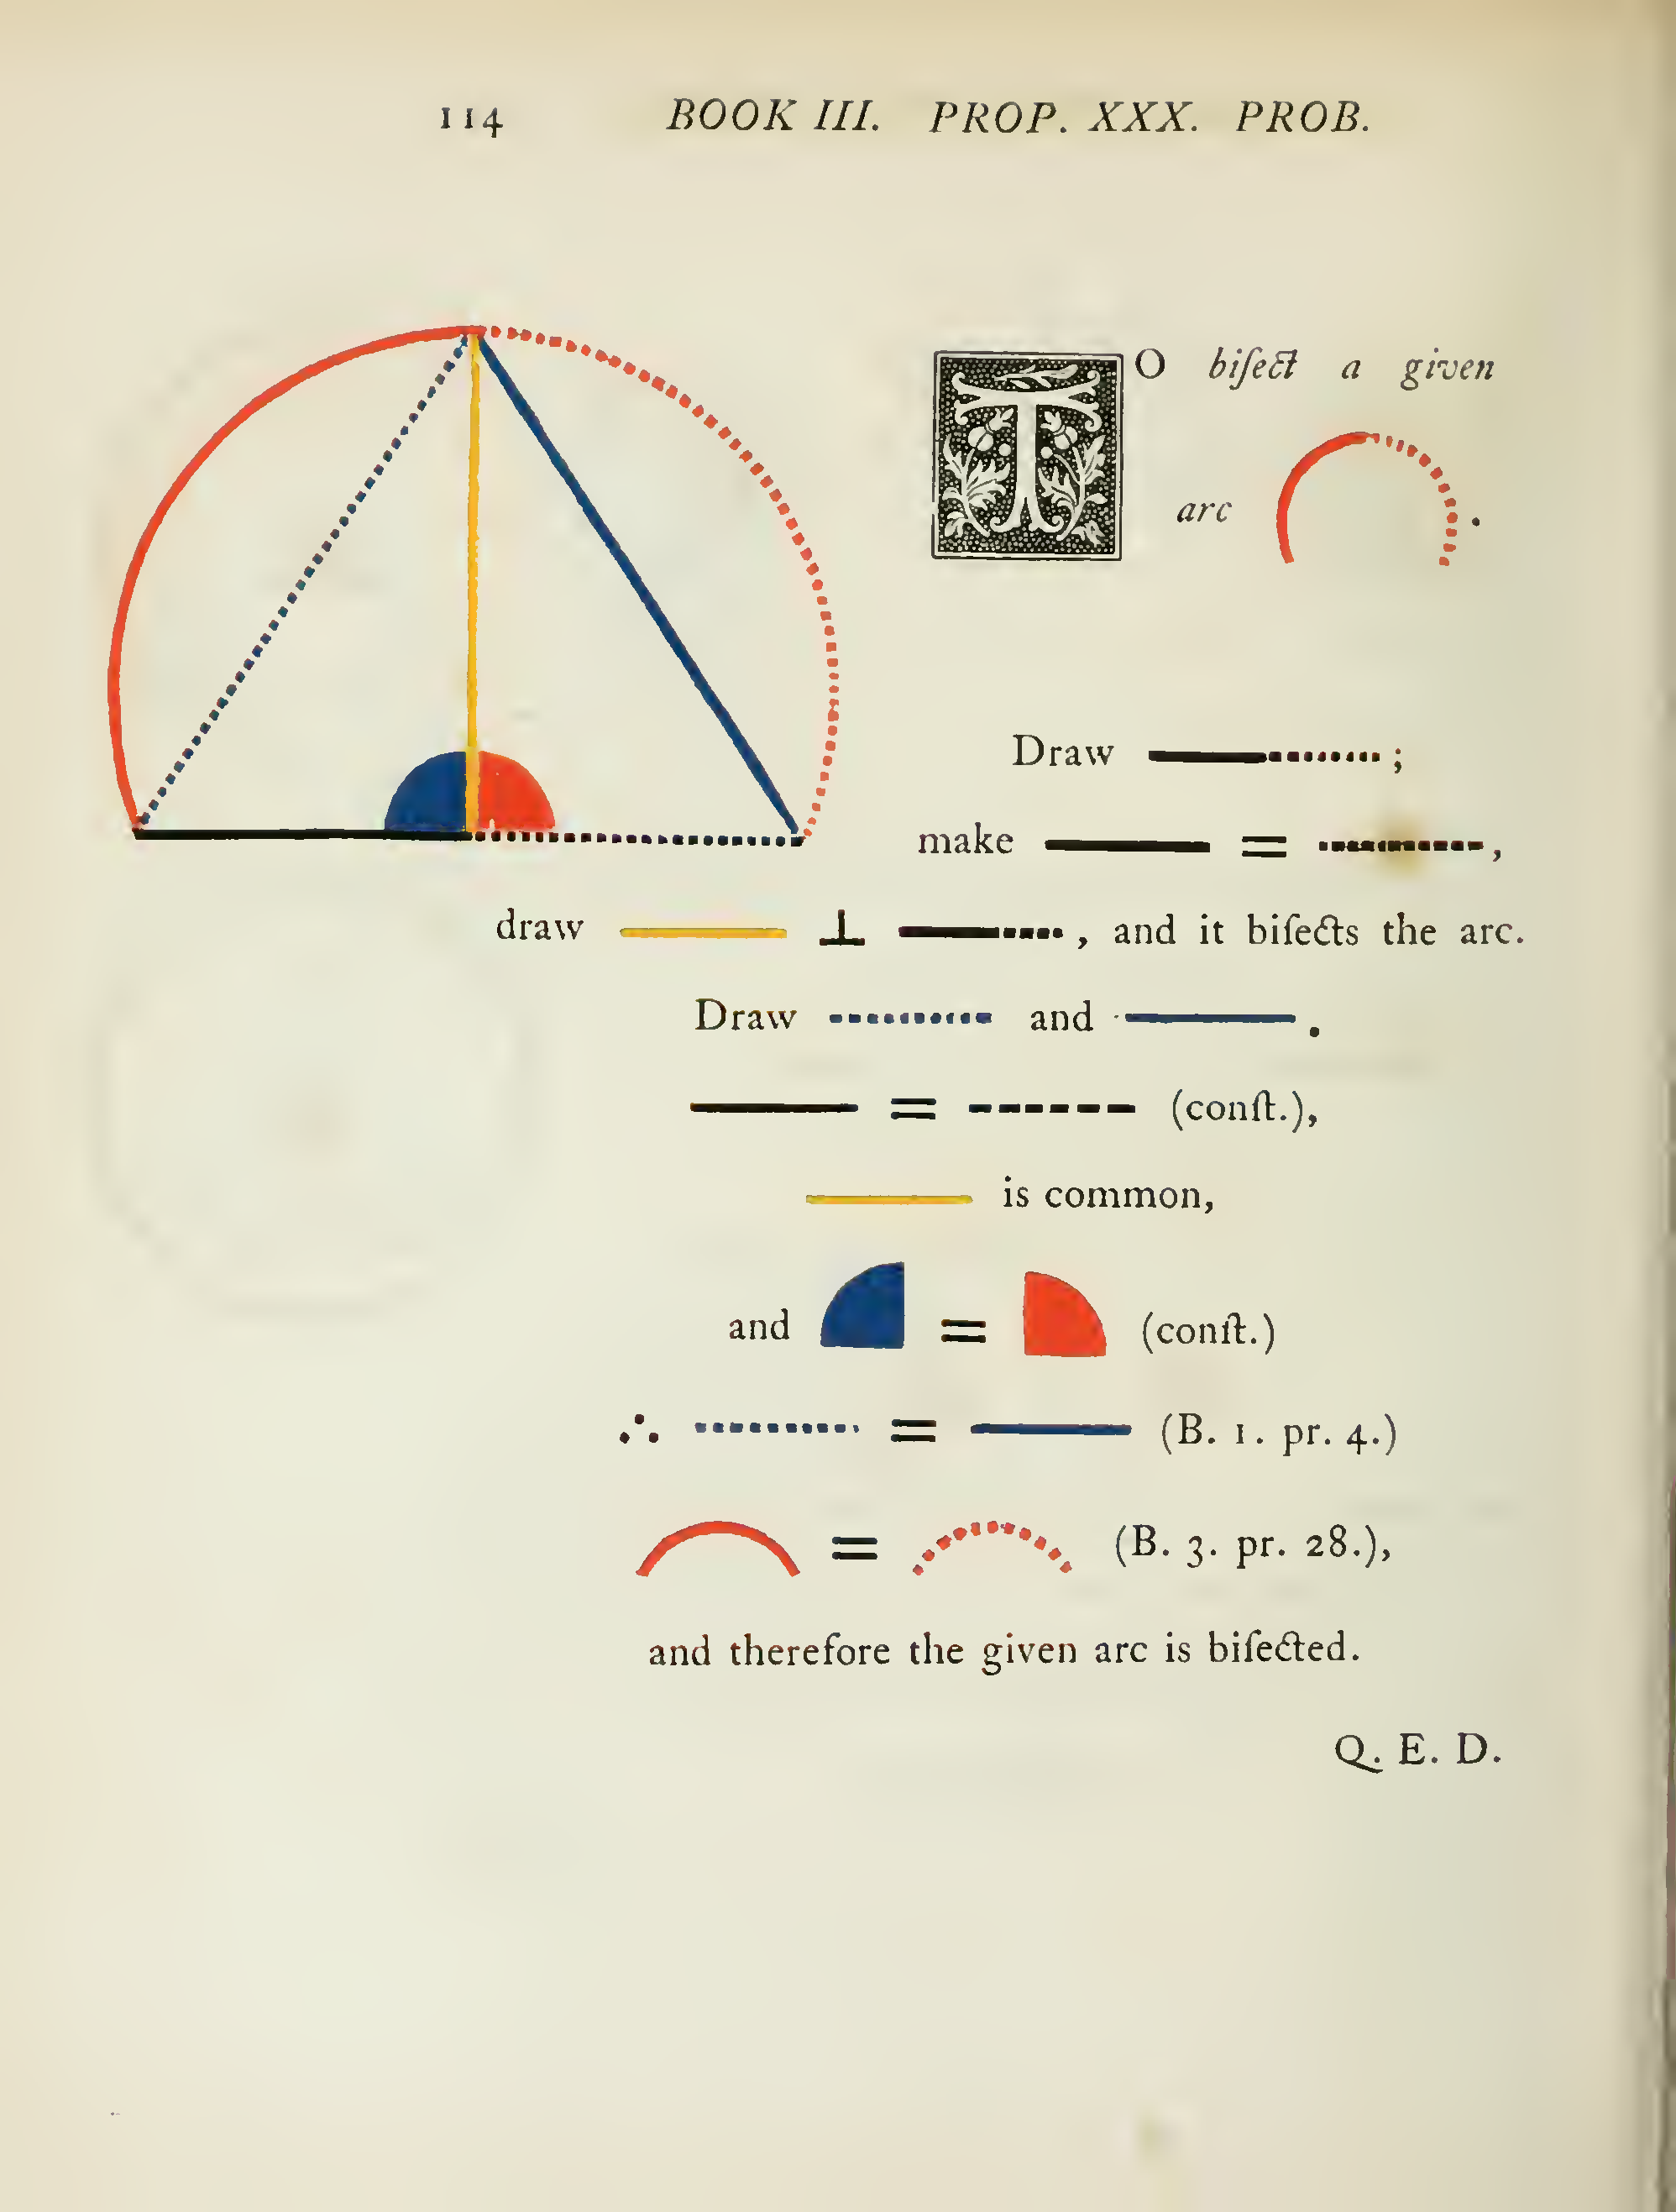 114 BOOK III. PROP. XXX. PROB.
TO biſect a given
arc .
Draw ;
make = ,
draw ⊥ , and it biſects the arc.
Draw and .
= (conſt.),
is common,
and = (conſt.)
∴ = (B. 1. pr. 4.)
= (B. 3. pr. 28.),
and therefore the given arc is biſected.
Q. E. D.